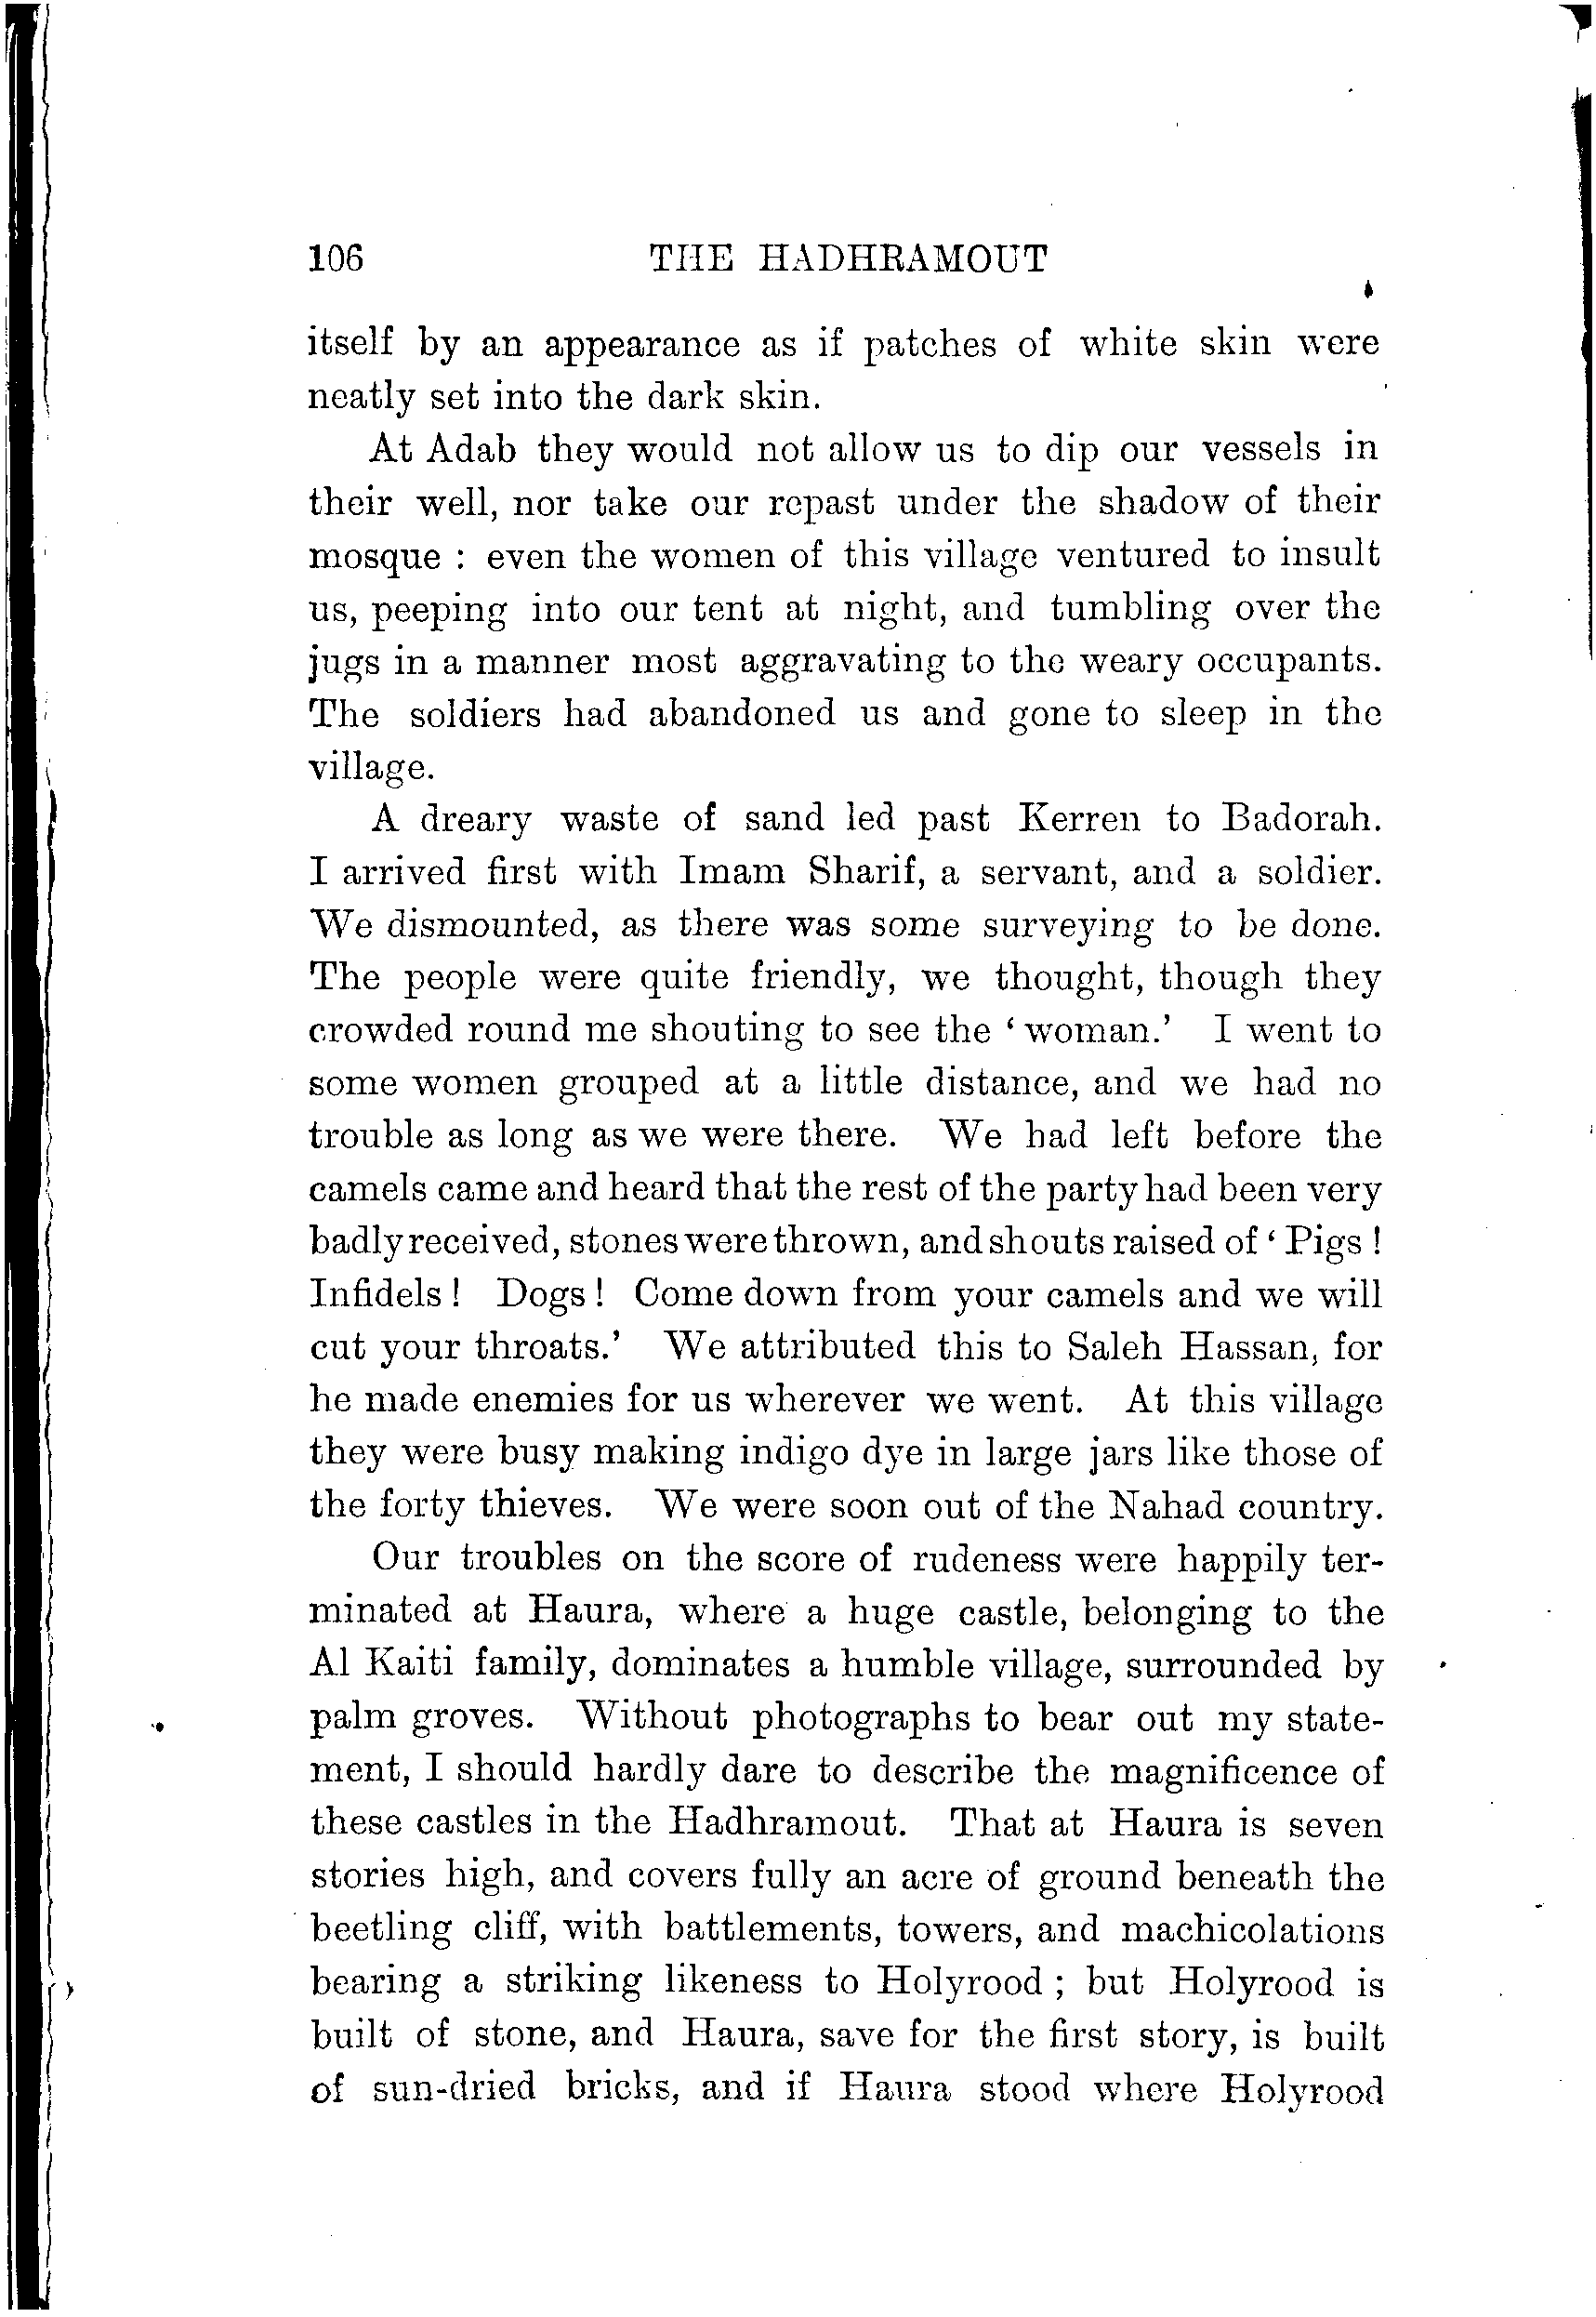 106 THE HADHRAMOUT
itself by an appearance as if patches of white skin were
neatly set into the dark skin.
At Adab they would not allow us to dip our vessels in
their well, nor take our repast under the shadow of their
mosque : even the women of this village ventured to insult
us, peeping into our tent at night, and tumbling over the
jugs in a manner most aggravating to the weary occupants.
The soldiers had abandoned us and gone to sleep in the
village.
A dreary waste of sand led past Kerren to Badorah.
I arrived first with Imam Sharif, a servant, and a soldier.
We dismounted, as there was some surveying to be done.
The people were quite friendly, we thought, though they
crowded round me shouting to see the ‘ woman.’ I went to
some women grouped at a little distance, and we had no
trouble as long as we were there. We had left before the
camels came and heard that the rest of the party had been very
badly received, stones were thrown, and shouts raised of ‘ Pigs !
Infidels ! Dogs ! Come down from your camels and we will
cut your throats.’ We attributed this to Saleh Hassan, for
he made enemies for us wherever we went. At this village
they were busy making indigo dye in large jars like those of
the forty thieves. We were soon out of the Nahad country.
Our troubles on the score of rudeness were happily ter-
minated at Haura, where a huge castle, belonging to the
Al Kaiti family, dominates a humble village, surrounded by
palm groves. Without photographs to bear out my state-
ment, I should hardly dare to describe the magnificence of
these castles in the Hadhramout. That at Haura is seven
stories high, and covers fully an acre of ground beneath the
beetling cliff, with battlements, towers, and machicolations
bearing a striking likeness to Holyrood ; but Holyrood is
built of stone, and Haura, save for the first story, is built
of sun-dried bricks, and if Haura stood where Holyrood